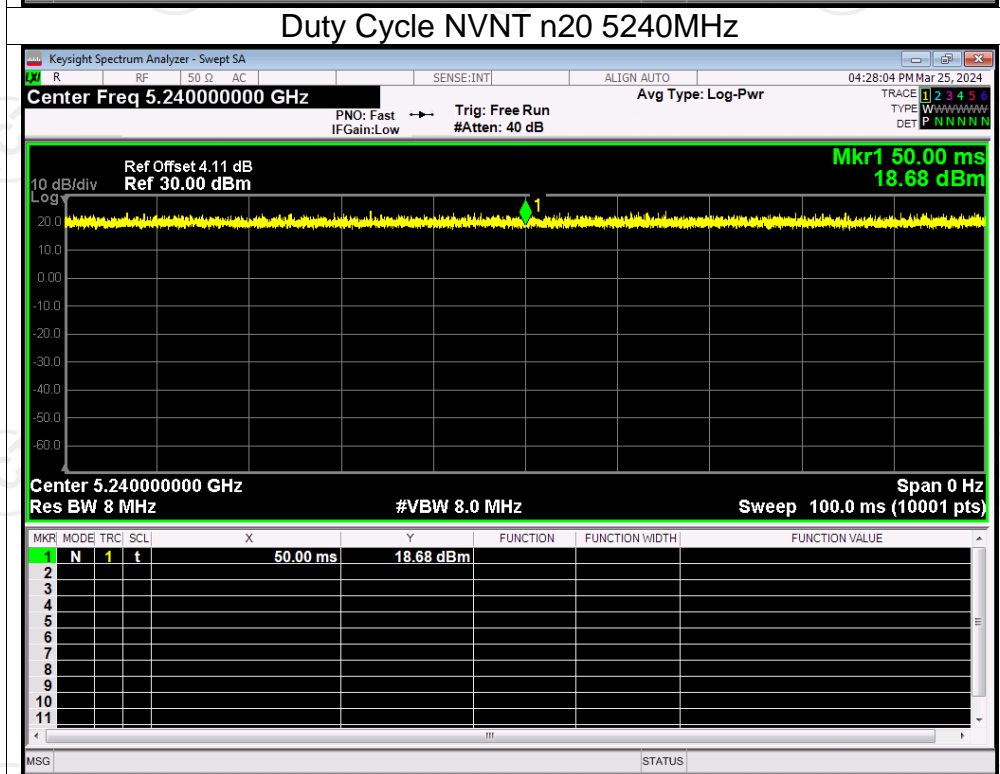 Duty Cycle NVNT n20 5240MHz
Keysight Spectrum Analyzer - Swept SA
LXI R RF 50 Ω AC SENSE:INT ALIGN AUTO 04:28:04 PM Mar 25, 2024
Center Freq 5.240000000 GHz Avg Type: Log-Pwr TRACE 1 2 3 4 5 6
PNO: Fast Trig: Free Run TYPE WWWWWW
IFGain:Low #Atten: 40 dB DET P N N N N N
Mkr1 50.00 ms
Ref Offset 4.11 dB
10 dB/div Ref 30.00 dBm 18.68 dBm
Log
1
20.0
10.0
0.00
-10.0
-20.0
-30.0
-40.0
-50.0
-60.0
Center 5.240000000 GHz Span 0 Hz
Res BW 8 MHz #VBW 8.0 MHz Sweep 100.0 ms (10001 pts)
MKR MODE TRC SCL X Y FUNCTION FUNCTION WIDTH FUNCTION VALUE
1 N 1 t 50.00 ms 18.68 dBm
2
3
4
5
6
7
8
9
10
11
MSG STATUS